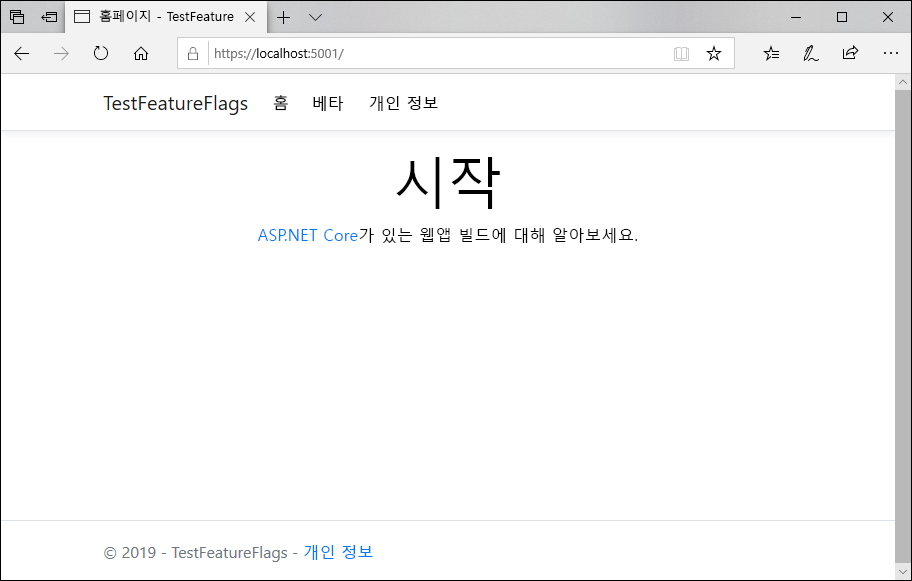 홈페이지 - TestFeature
https://localhost:5001/
TestFeatureFlags 홈 베타 개인 정보
시작
ASP.NET Core가 있는 웹앱 빌드에 대해 알아보세요.
© 2019 - TestFeatureFlags - 개인 정보